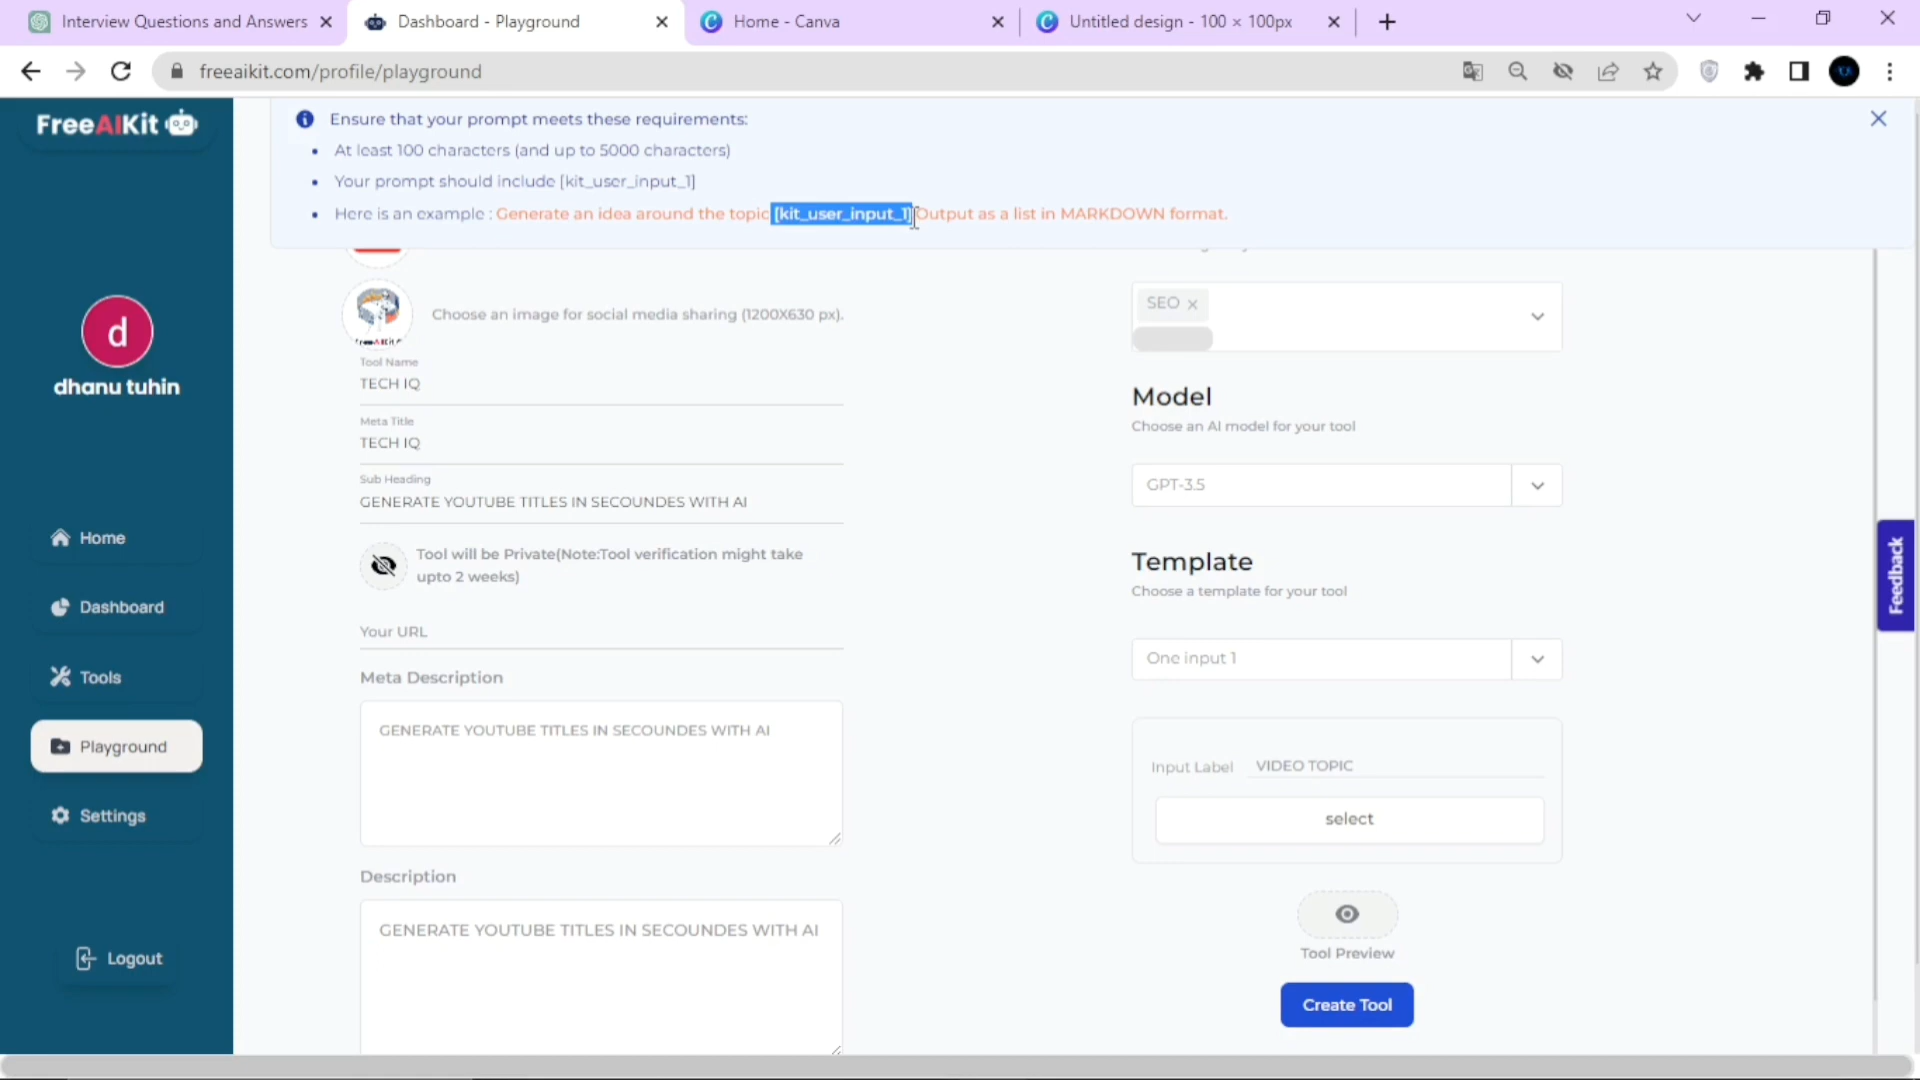 Interview Questions and Answers
Dashboard - Playground
Home - Canva
Untitled design - 100 × 100px
freeaikit.com/profile/playground
FreeAIKit
Ensure that your prompt meets these requirements:
At least 100 characters (and up to 5000 characters)
Your prompt should include [kit_user_input_1]
Here is an example : Generate an idea around the topic [kit_user_input_1] Output as a list in MARKDOWN format.
d
dhanu tuhin
Home
Dashboard
Tools
Playground
Settings
Logout
Choose an image for social media sharing (1200X630 px).
Tool Name
TECH IQ
Meta Title
TECH IQ
Sub Heading
GENERATE YOUTUBE TITLES IN SECOUNDES WITH AI
Tool will be Private(Note:Tool verification might take
upto 2 weeks)
Your URL
Meta Description
GENERATE YOUTUBE TITLES IN SECOUNDES WITH AI
Description
GENERATE YOUTUBE TITLES IN SECOUNDES WITH AI
SEO
Model
Choose an AI model for your tool
GPT-3.5
Template
Choose a template for your tool
One input 1
Input Label VIDEO TOPIC
select
Tool Preview
Create Tool
Feedback